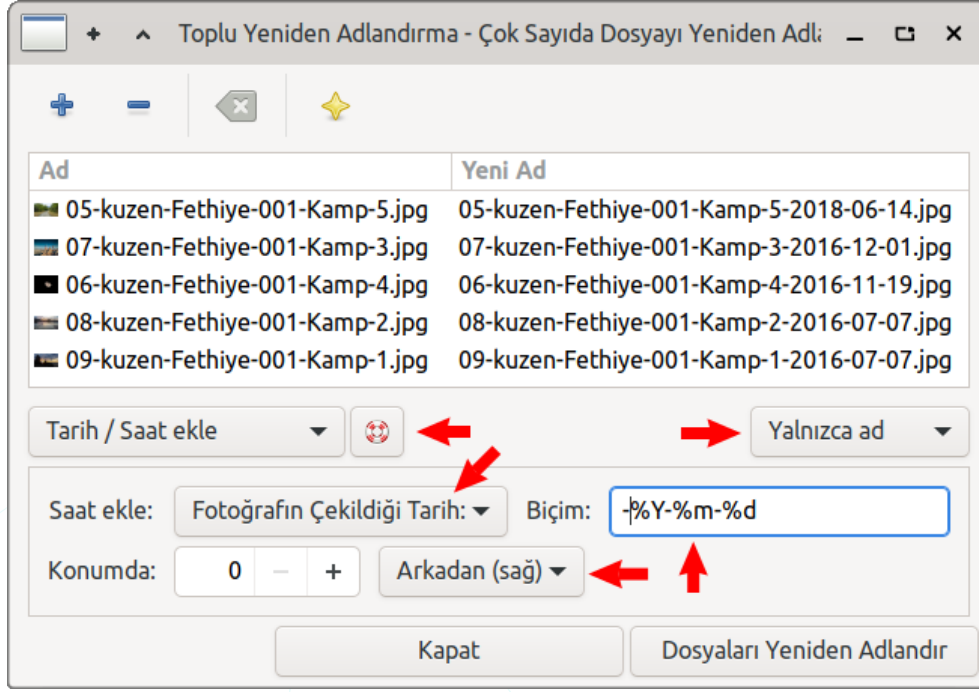 Toplu Yeniden Adlandırma - Çok Sayıda Dosyayı Yeniden Adl
Ad Yeni Ad
05-kuzen-Fethiye-001-Kamp-5.jpg 05-kuzen-Fethiye-001-Kamp-5-2018-06-14.jpg
07-kuzen-Fethiye-001-Kamp-3.jpg 07-kuzen-Fethiye-001-Kamp-3-2016-12-01.jpg
06-kuzen-Fethiye-001-Kamp-4.jpg 06-kuzen-Fethiye-001-Kamp-4-2016-11-19.jpg
08-kuzen-Fethiye-001-Kamp-2.jpg 08-kuzen-Fethiye-001-Kamp-2-2016-07-07.jpg
09-kuzen-Fethiye-001-Kamp-1.jpg 09-kuzen-Fethiye-001-Kamp-1-2016-07-07.jpg
Tarih / Saat ekle Yalnızca ad
Saat ekle: Fotoğrafın Çekildiği Tarih: Biçim: -%Y-%m-%d
Konumda: 0 Arkadan (sağ)
Kapat Dosyaları Yeniden Adlandır